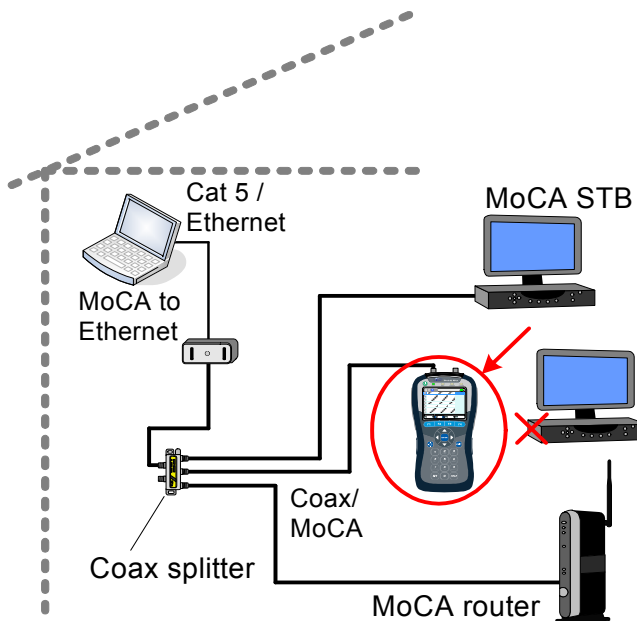 Cat 5 /
Ethernet
MoCA STB
MoCA to
Ethernet
Coax/
MoCA
Coax splitter
MoCA router